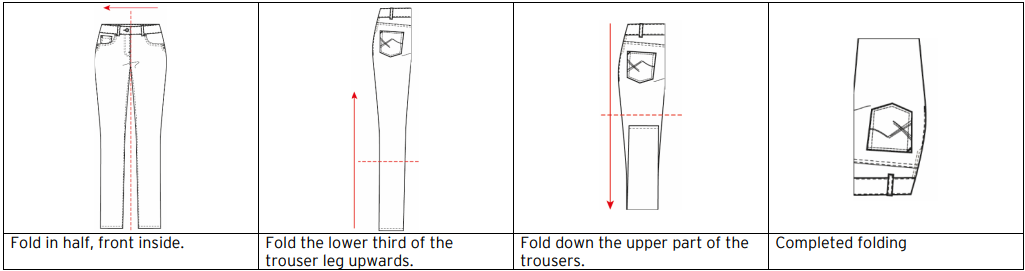 Fold in half, front inside.
Fold the lower third of the
trouser leg upwards.
Fold down the upper part of the
trousers.
Completed folding